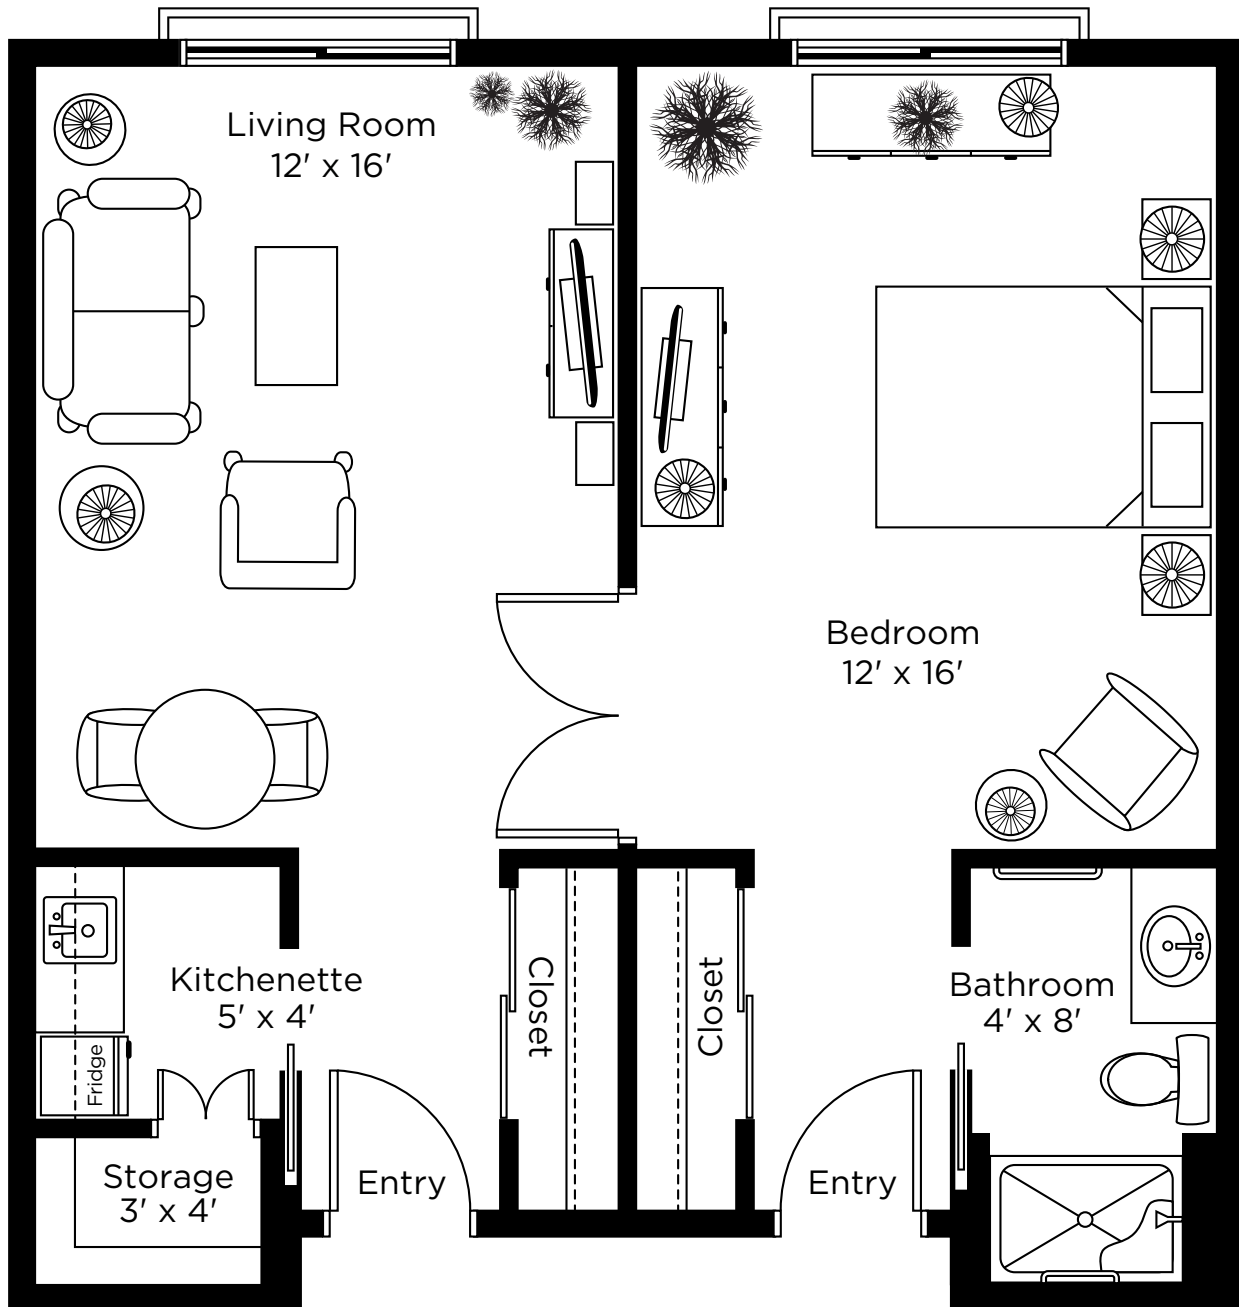 Living Room
12' x 16'
Bedroom
12' x 16'
Kitchenette
5' x 4'
Fridge
Closet
Closet
Bathroom
4' x 8'
Storage
3' x 4'
Entry
Entry